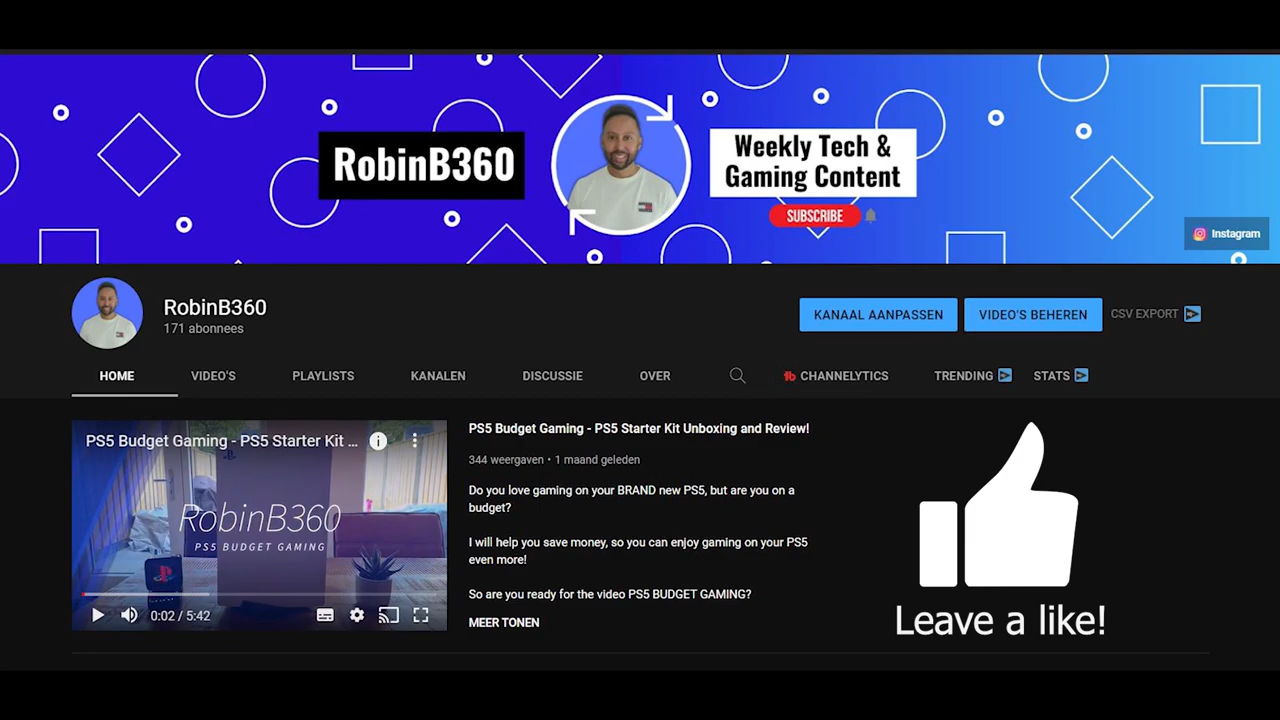 RobinB360
Weekly Tech &
Gaming Content
SUBSCRIBE
Instagram
RobinB360
171 abonnees
KANAAL AANPASSEN
VIDEO'S BEHEREN
CSV EXPORT
HOME
VIDEO'S
PLAYLISTS
KANALEN
DISCUSSIE
OVER
CHANNELYTICS
TRENDING
STATS
PS5 Budget Gaming - PS5 Starter Kit ...
RobinB360
PS5 BUDGET GAMING
0:02 / 5:42
PS5 Budget Gaming - PS5 Starter Kit Unboxing and Review!
344 weergaven • 1 maand geleden
Do you love gaming on your BRAND new PS5, but are you on a
budget?
I will help you save money, so you can enjoy gaming on your PS5
even more!
So are you ready for the video PS5 BUDGET GAMING?
MEER TONEN
Leave a like!